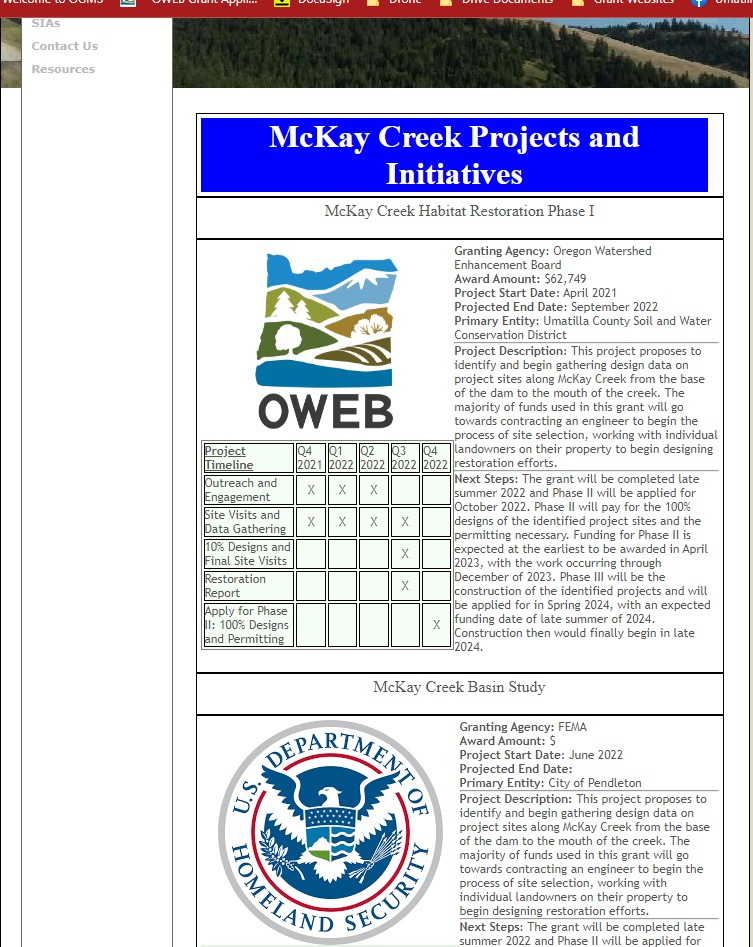 Welcome to OGMS
OWEB Grant Appli...
DocuSign
Drone
Drive Documents
Grant Websites
Umatil
SIAs
Contact Us
Resources
McKay Creek Projects and
Initiatives
McKay Creek Habitat Restoration Phase I
OWEB
Granting Agency: Oregon Watershed
Enhancement Board
Award Amount: $62,749
Project Start Date: April 2021
Projected End Date: September 2022
Primary Entity: Umatilla County Soil and Water
Conservation District
Project Description: This project proposes to
identify and begin gathering design data on
project sites along McKay Creek from the base
of the dam to the mouth of the creek. The
majority of funds used in this grant will go
towards contracting an engineer to begin the
process of site selection, working with individual
landowners on their property to begin designing
restoration efforts.
Next Steps: The grant will be completed late
summer 2022 and Phase II will be applied for
October 2022. Phase II will pay for the 100%
designs of the identified project sites and the
permitting necessary. Funding for Phase II is
expected at the earliest to be awarded in April
2023, with the work occurring through
December of 2023. Phase III will be the
construction of the identified projects and will
be applied for in Spring 2024, with an expected
funding date of late summer of 2024.
Construction then would finally begin in late
2024.
Project Q4 Q1 Q2 Q3 Q4
Timeline 2021 2022 2022 2022 2022
Outreach and
Engagement X X X
Site Visits and
Data Gathering X X X X
10% Designs and
Final Site Visits X
Restoration
Report X
Apply for Phase
II: 100% Designs X
and Permitting
McKay Creek Basin Study
U.S. DEPARTMENT OF
HOMELAND SECURITY
Granting Agency: FEMA
Award Amount: $
Project Start Date: June 2022
Projected End Date:
Primary Entity: City of Pendleton
Project Description: This project proposes to
identify and begin gathering design data on
project sites along McKay Creek from the base
of the dam to the mouth of the creek. The
majority of funds used in this grant will go
towards contracting an engineer to begin the
process of site selection, working with
individual landowners on their property to
begin designing restoration efforts.
Next Steps: The grant will be completed late
summer 2022 and Phase II will be applied for